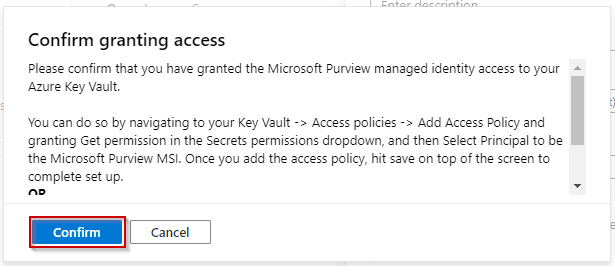 Enter description
Confirm granting access
Please confirm that you have granted the Microsoft Purview managed identity access to your
Azure Key Vault.
You can do so by navigating to your Key Vault -> Access policies -> Add Access Policy and
granting Get permission in the Secrets permissions dropdown, and then Select Principal to be
the Microsoft Purview MSI. Once you add the access policy, hit save on top of the screen to
complete set up.
OR
Confirm
Cancel